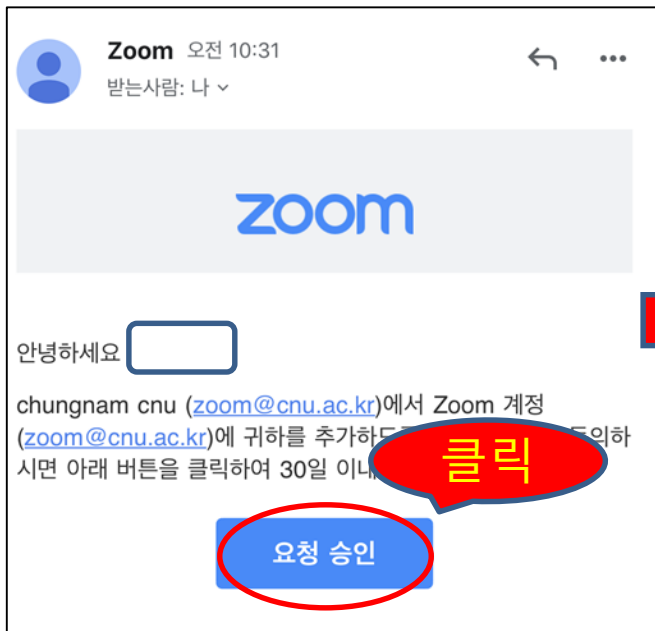 Zoom 오전 10:31
받는사람: 나
zoom
안녕하세요
chungnam cnu (zoom@cnu.ac.kr)에서 Zoom 계정
(zoom@cnu.ac.kr)에 귀하를 추가하도
시면 아래 버튼을 클릭하여 30일 이내
클릭
요청 승인